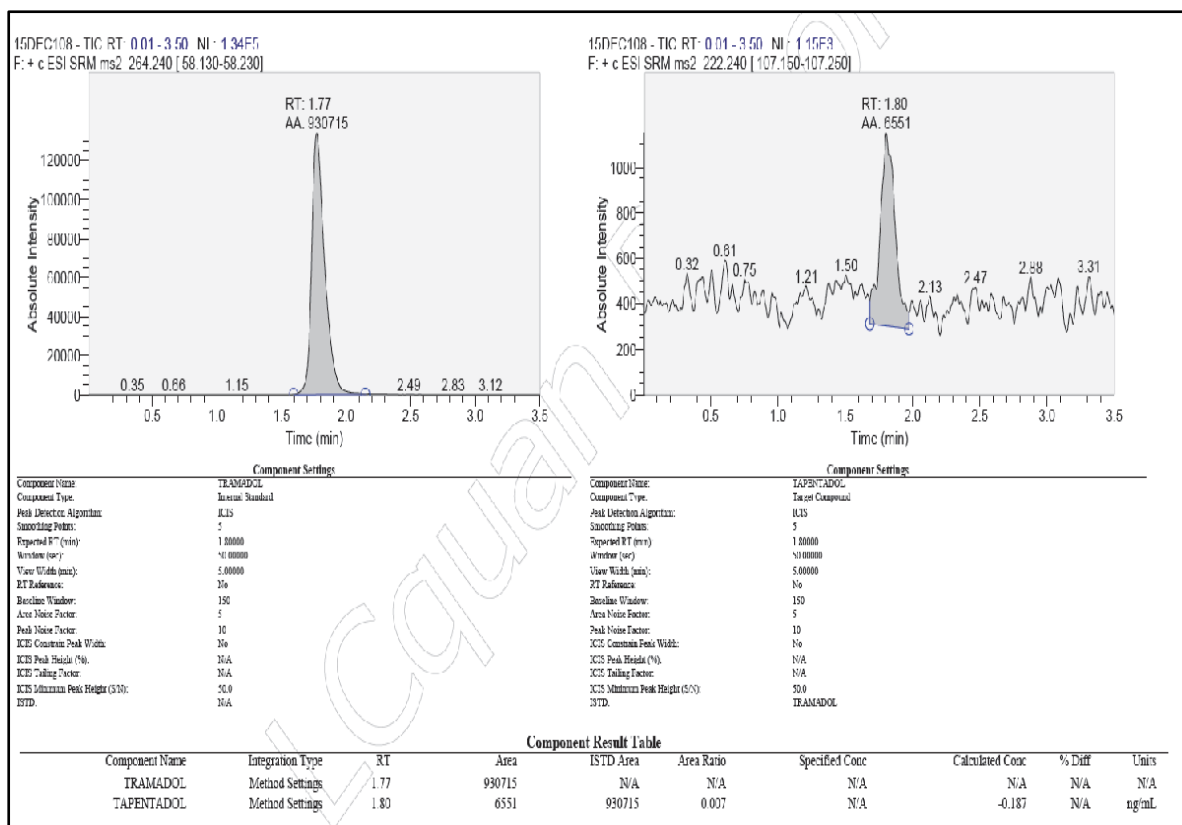 15DEC108 - TIC RT: 0.01 - 3.50 NL: 1.34E5
F: + c ESI SRM ms2 264.240 [ 58.130-58.230]
RT: 1.77
AA: 930715
120000
100000
80000
60000
40000
20000
0
Absolute Intensity
0.35 0.66 1.15 2.49 2.83 3.12
0.5 1.0 1.5 2.0 2.5 3.0 3.5
Time (min)
15DEC108 - TIC RT: 0.01 - 3.50 NL: 1.15E3
F: + c ESI SRM ms2 222.240 [ 107.150-107.250]
RT: 1.80
AA: 6551
1000
800
600
400
200
0
Absolute Intensity
0.32 0.61 0.75 1.21 1.50 2.13 2.47 2.88 3.31
0.5 1.0 1.5 2.0 2.5 3.0 3.5
Time (min)
Component Settings
Component Name: TRAMADOL
Component Type: Internal Standard
Peak Detection Algorithm: ICIS
Smoothing Points: 5
Expected RT (min): 1.80000
Window (sec): 50.00000
View Width (min): 5.00000
RT Reference: No
Baseline Window: 150
Area Noise Factor: 5
Peak Noise Factor: 10
ICIS Constrain Peak Width: No
ICIS Peak Height (%): N/A
ICIS Tailing Factor: N/A
ICIS Minimum Peak Height (S/N): 50.0
ISTD: N/A
Component Settings
Component Name: TAPENTADOL
Component Type: Target Compound
Peak Detection Algorithm: ICIS
Smoothing Points: 5
Expected RT (min): 1.80000
Window (sec): 50.00000
View Width (min): 5.00000
RT Reference: No
Baseline Window: 150
Area Noise Factor: 5
Peak Noise Factor: 10
ICIS Constrain Peak Width: No
ICIS Peak Height (%): N/A
ICIS Tailing Factor: N/A
ICIS Minimum Peak Height (S/N): 50.0
ISTD: TRAMADOL
Component Result Table
Component Name Integration Type RT Area ISTD Area Area Ratio Specified Conc Calculated Conc % Diff Units
TRAMADOL Method Settings 1.77 930715 N/A N/A N/A N/A N/A N/A
TAPENTADOL Method Settings 1.80 6551 930715 0.007 N/A -0.187 N/A ng/mL
LCquan